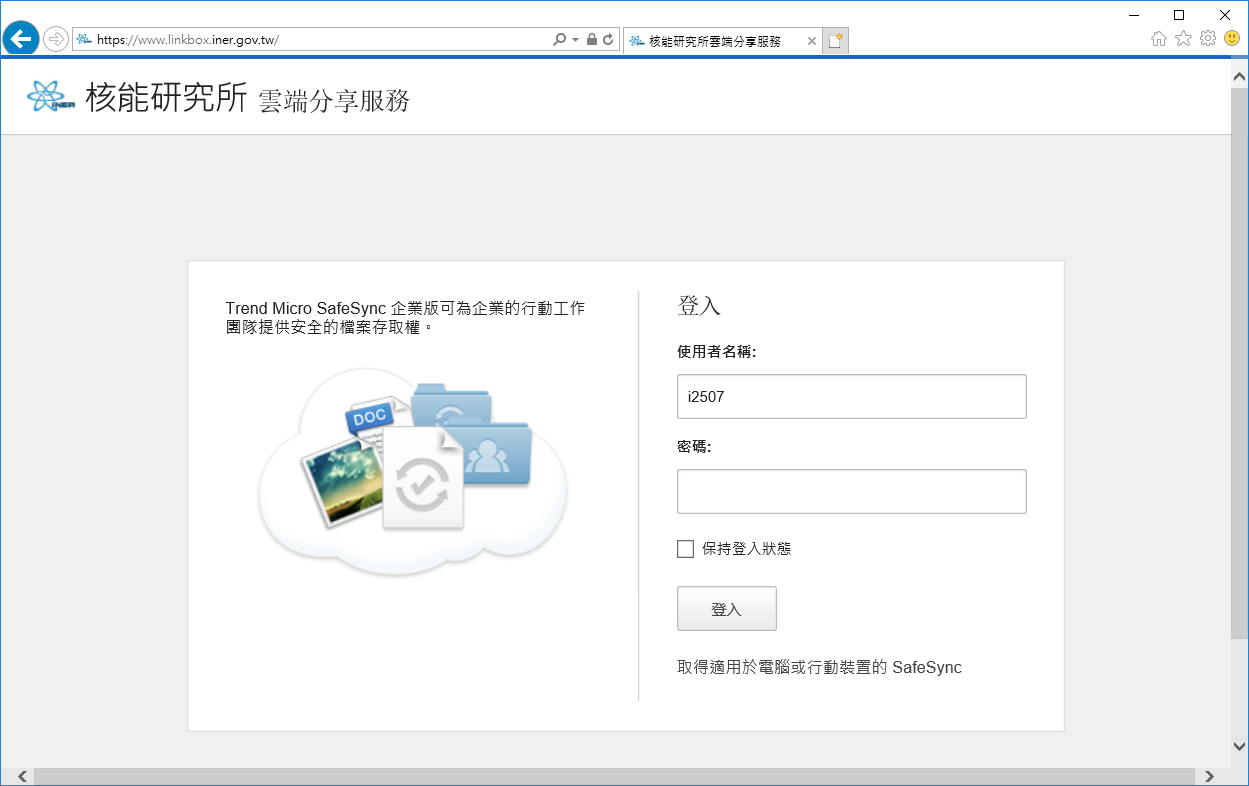 https://www.linkbox.iner.gov.tw/
核能研究所雲端分享服務
INER 核能研究所 雲端分享服務
Trend Micro SafeSync 企業版可為企業的行動工作
團隊提供安全的檔案存取權。
DOC
登入
使用者名稱:
i2507
密碼:
保持登入狀態
登入
取得適用於電腦或行動裝置的 SafeSync